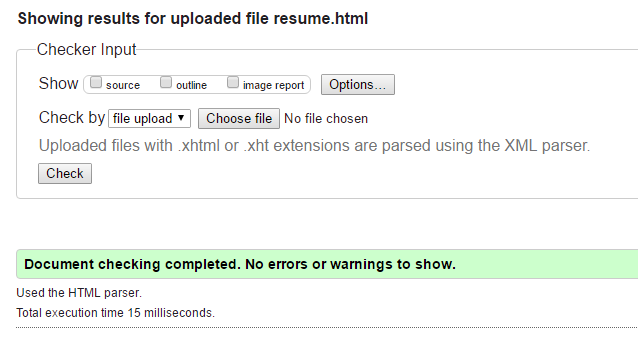 Showing results for uploaded file resume.html
Checker Input
Show source outline image report Options...
Check by file upload Choose file No file chosen
Uploaded files with .xhtml or .xht extensions are parsed using the XML parser.
Check
Document checking completed. No errors or warnings to show.
Used the HTML parser.
Total execution time 15 milliseconds.